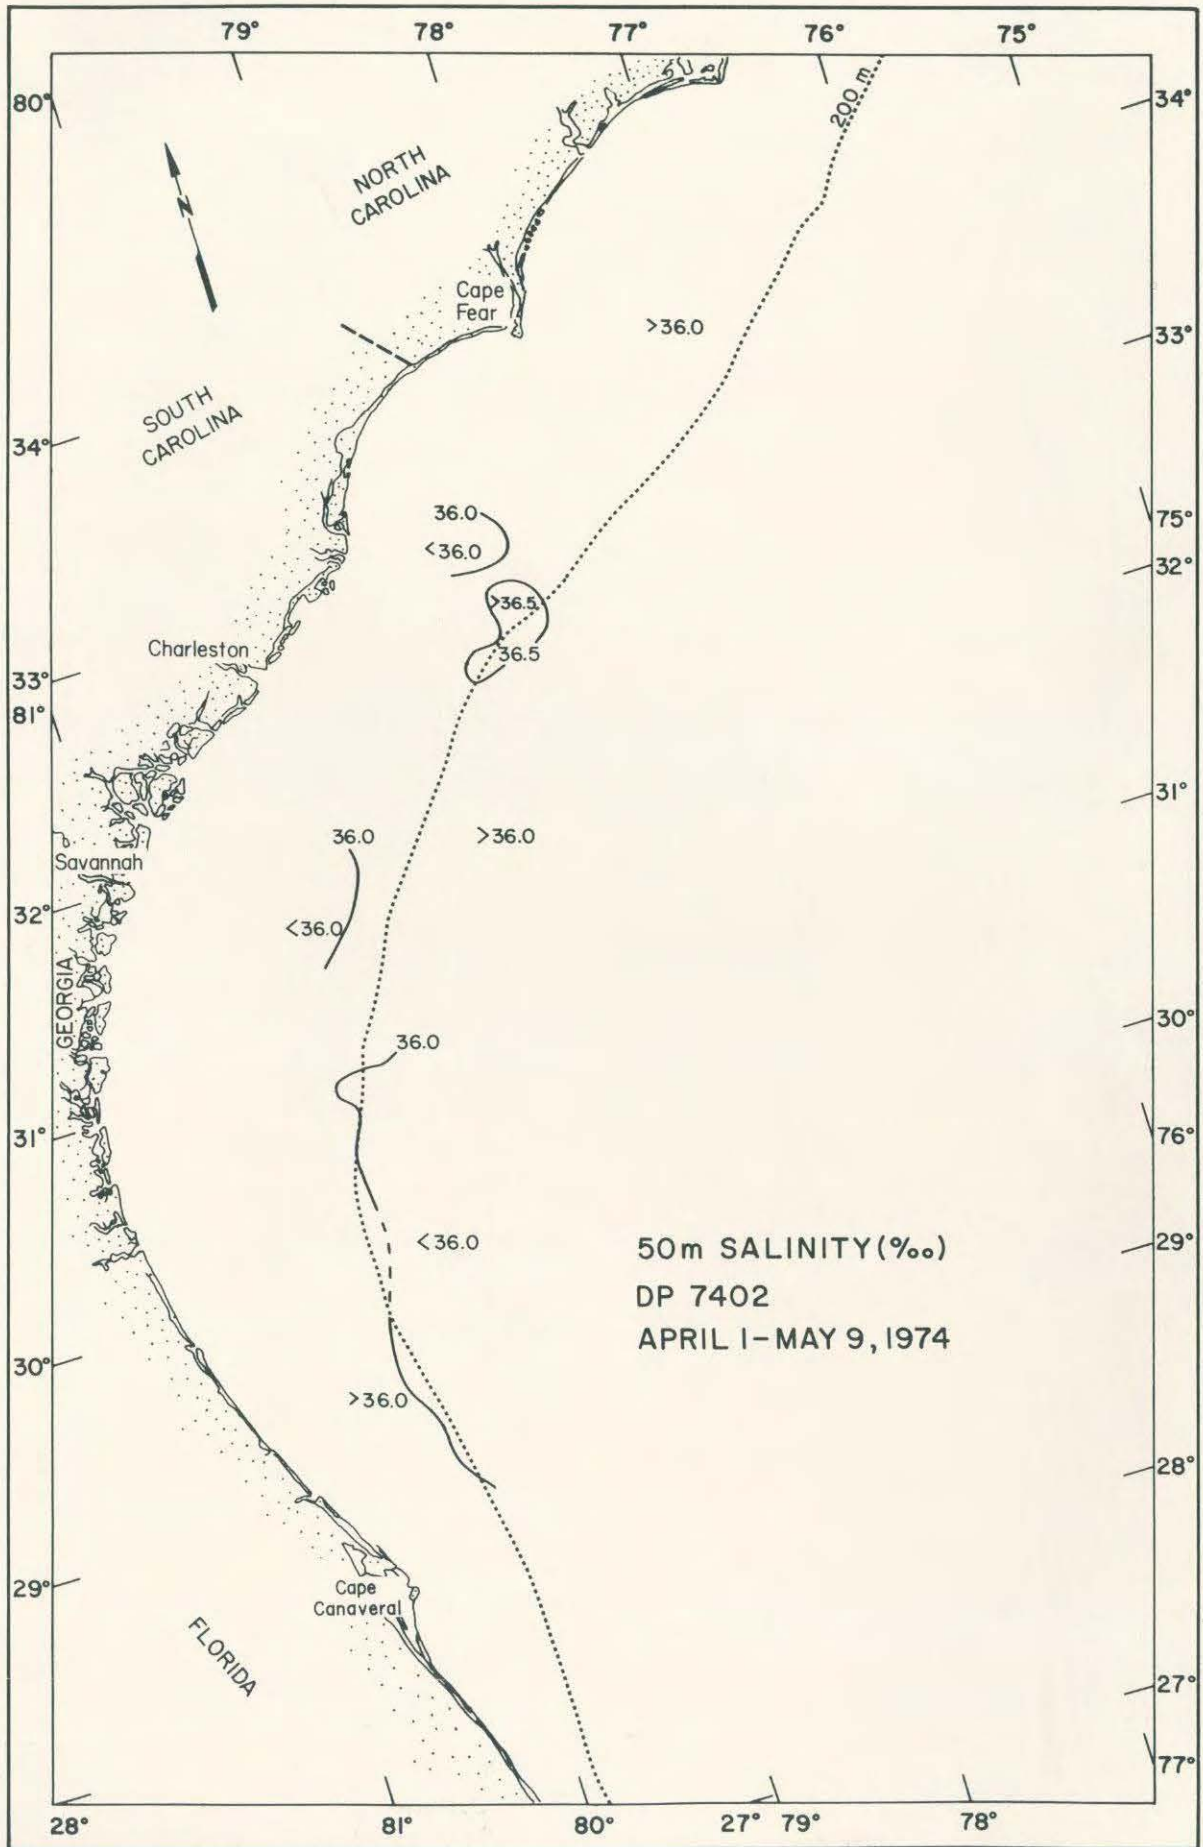 79° 78° 77° 76° 75°
80°
200 m
34°
N
NORTH
CAROLINA
Cape
Fear
>36.0
33°
SOUTH
CAROLINA
34°
36.0
<36.0
75°
32°
>36.5
36.5
Charleston
33°
81°
31°
36.0
>36.0
Savannah
32°
<36.0
GEORGIA
30°
36.0
31°
76°
<36.0
50m SALINITY (‰)
29°
DP 7402
APRIL 1-MAY 9, 1974
30°
>36.0
28°
29°
Cape
Canaveral
FLORIDA
27°
77°
28° 81° 80° 27° 79° 78°